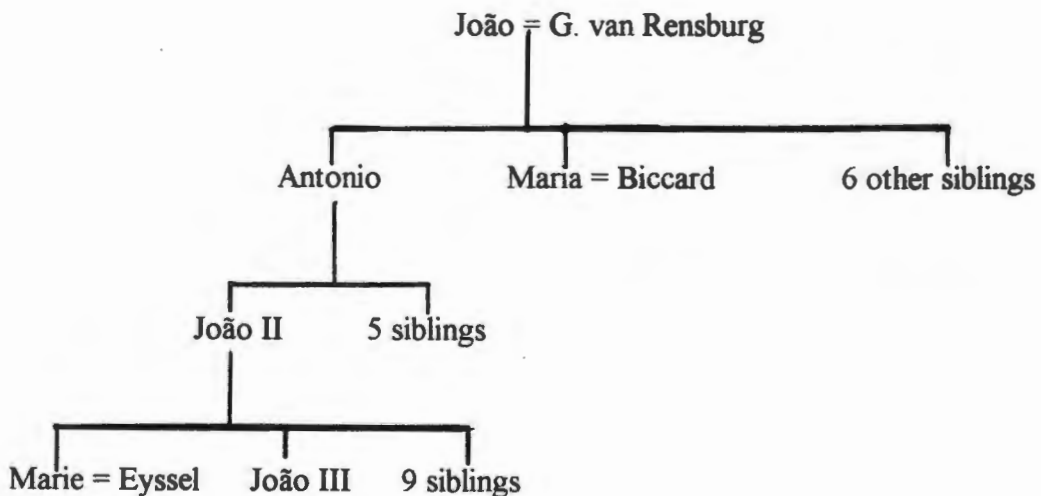 João = G. van Rensburg
Antonio Maria = Biccard 6 other siblings
João II 5 siblings
Marie = Eyssel João III 9 siblings